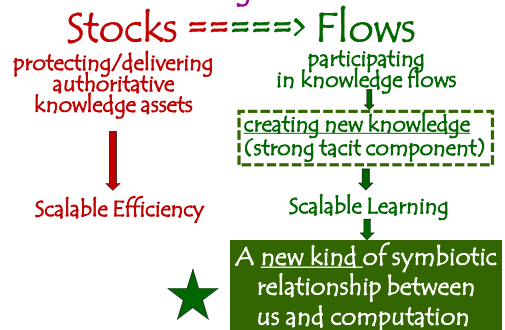 Stocks =====> Flows
protecting/delivering
authoritative
knowledge assets
participating
in knowledge flows
creating new knowledge
(strong tacit component)
Scalable Efficiency
Scalable Learning
A new kind of symbiotic
relationship between
us and computation